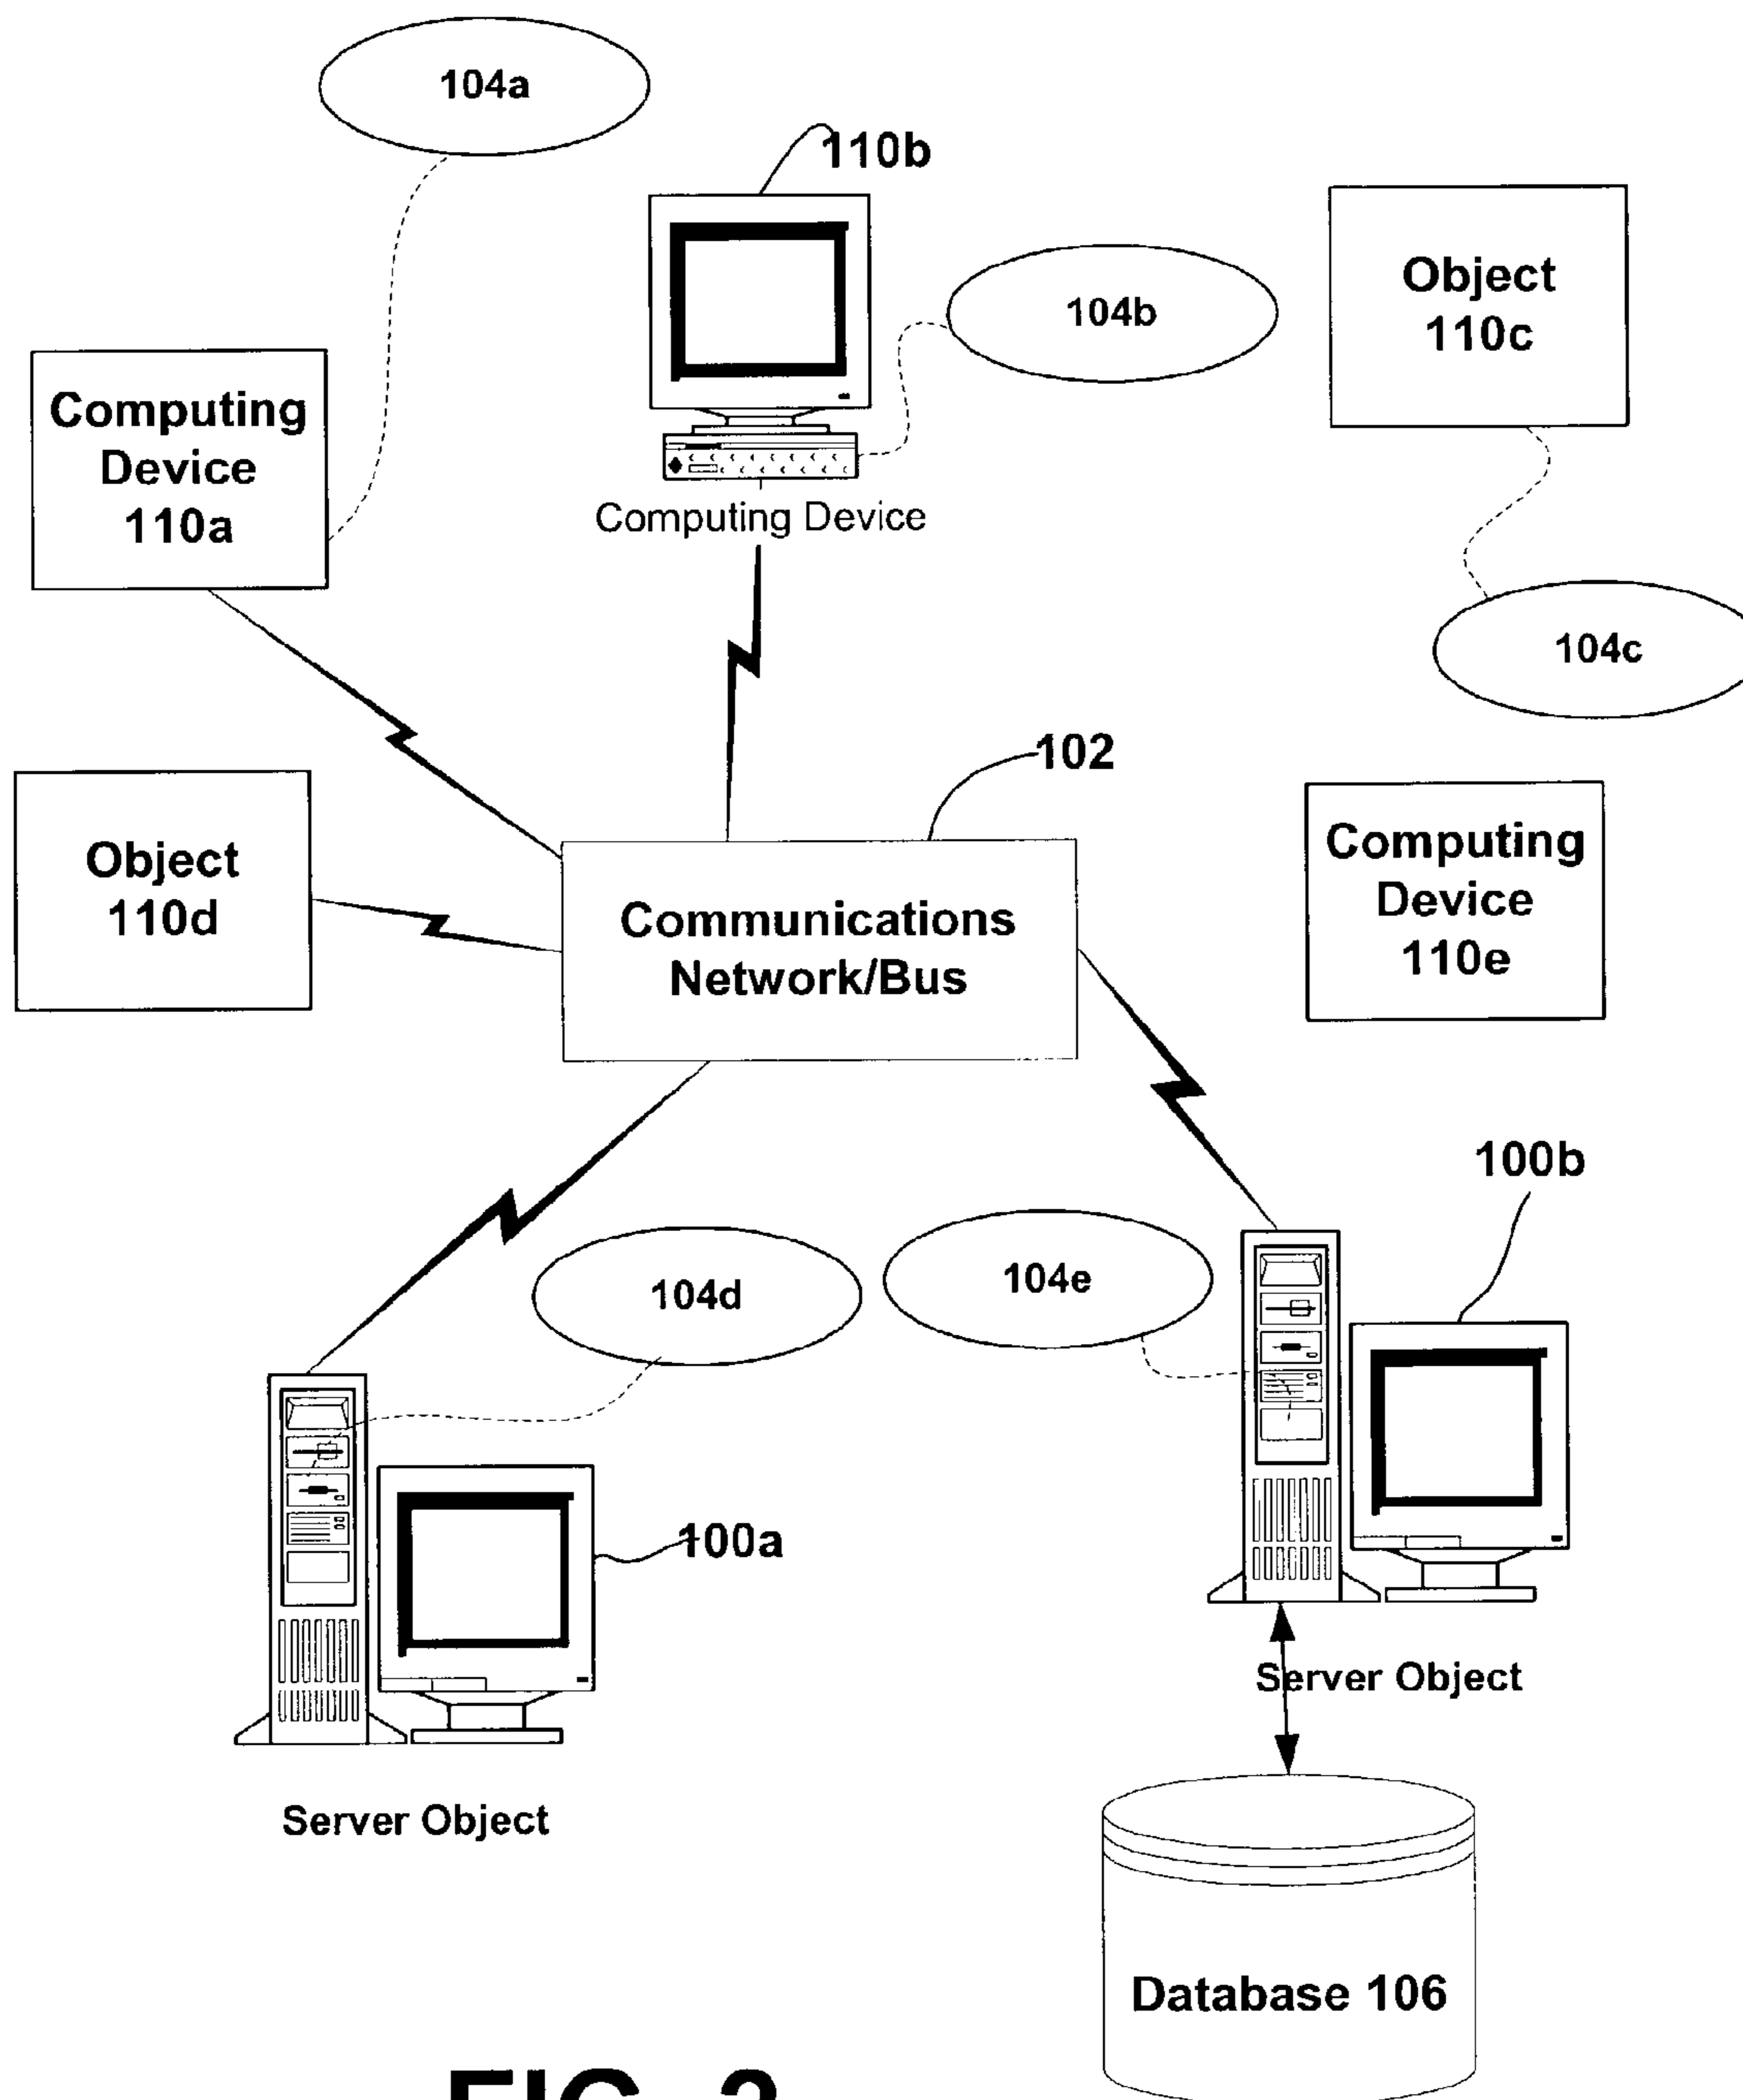 104a
110b
104b
Object
110c
Computing
Device
110a
Computing Device
104c
102
Object
110d
Communications
Network/Bus
Computing
Device
110e
100b
104d
104e
100a
Server Object
Server Object
Database 106